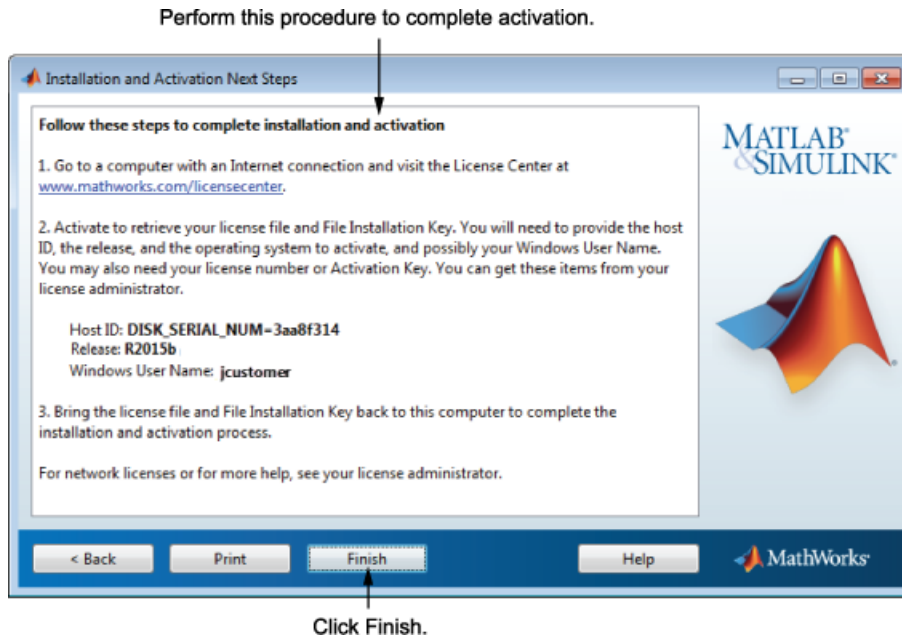 Perform this procedure to complete activation.
Installation and Activation Next Steps
Follow these steps to complete installation and activation
1. Go to a computer with an Internet connection and visit the License Center at
www.mathworks.com/licensecenter.
2. Activate to retrieve your license file and File Installation Key. You will need to provide the host
ID, the release, and the operating system to activate, and possibly your Windows User Name.
You may also need your license number or Activation Key. You can get these items from your
license administrator.
Host ID: DISK_SERIAL_NUM=3aa8f314
Release: R2015b
Windows User Name: jcustomer
3. Bring the license file and File Installation Key back to this computer to complete the
installation and activation process.
For network licenses or for more help, see your license administrator.
MATLAB®
&SIMULINK®
< Back
Print
Finish
Help
MathWorks®
Click Finish.